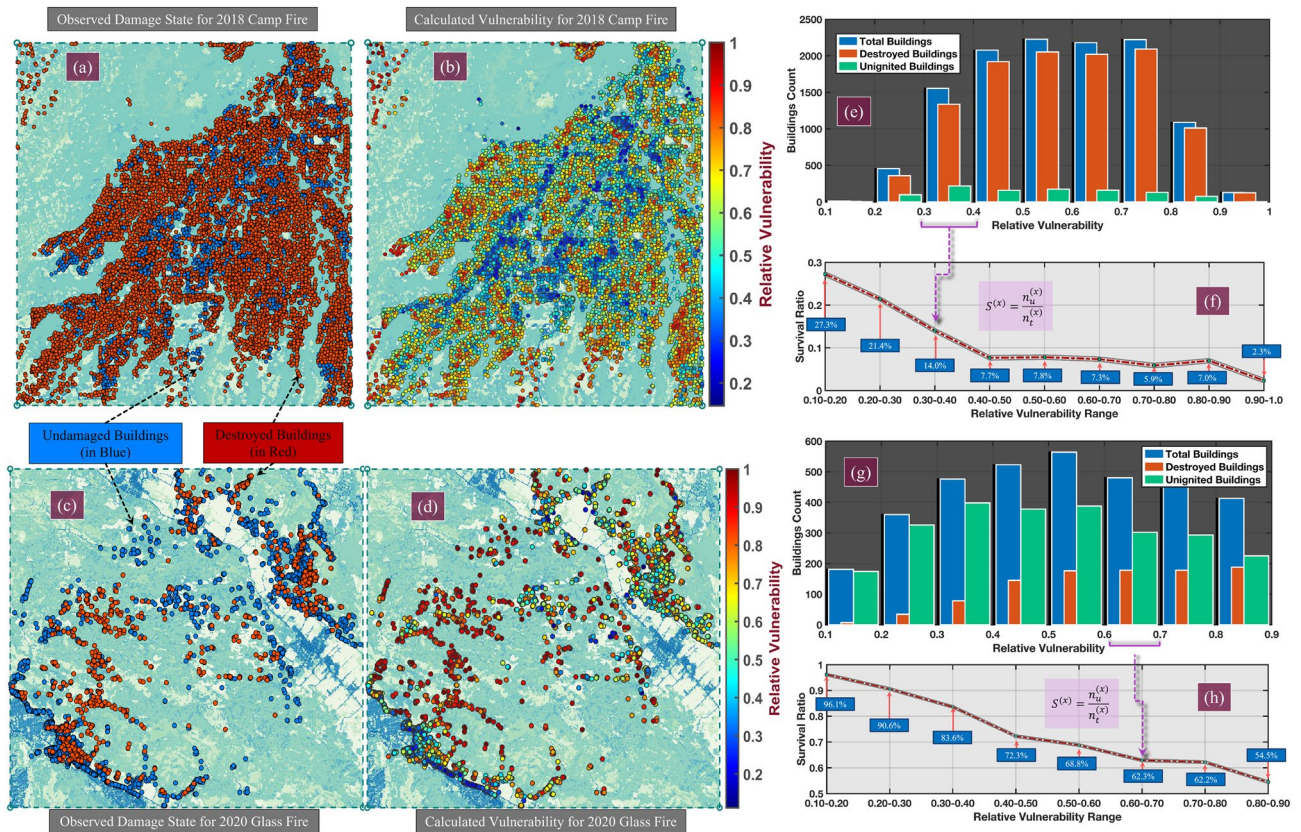 Observed Damage State for 2018 Camp Fire
Calculated Vulnerability for 2018 Camp Fire
(a)
(b)
1
0.9
0.8
0.7
0.6
0.5
0.4
0.3
0.2
Relative Vulnerability
Undamaged Buildings
(in Blue)
Destroyed Buildings
(in Red)
(c)
(d)
1
0.9
0.8
0.7
0.6
0.5
0.4
0.3
0.2
Relative Vulnerability
Observed Damage State for 2020 Glass Fire
Calculated Vulnerability for 2020 Glass Fire
2500
2000
1500
1000
500
0
Buildings Count
Total Buildings
Destroyed Buildings
Unignited Buildings
(e)
0.1 0.2 0.3 0.4 0.5 0.6 0.7 0.8 0.9 1
Relative Vulnerability
0.3
0.2
0.1
0
Survival Ratio
S^(x) = n_u^(x) / n_t^(x)
(f)
27.3%
21.4%
14.0%
7.7%
7.8%
7.3%
5.9%
7.0%
2.3%
0.10-0.20 0.20-0.30 0.30-0.40 0.40-0.50 0.50-0.60 0.60-0.70 0.70-0.80 0.80-0.90 0.90-1.0
Relative Vulnerability Range
600
500
400
300
200
100
0
Buildings Count
(g)
Total Buildings
Destroyed Buildings
Unignited Buildings
0.1 0.2 0.3 0.4 0.5 0.6 0.7 0.8 0.9
Relative Vulnerability
1
0.9
0.8
0.7
0.6
0.5
Survival Ratio
S^(x) = n_u^(x) / n_t^(x)
(h)
96.1%
90.6%
83.6%
72.3%
68.8%
62.3%
62.2%
54.5%
0.10-0.20 0.20-0.30 0.30-0.40 0.40-0.50 0.50-0.60 0.60-0.70 0.70-0.80 0.80-0.90
Relative Vulnerability Range